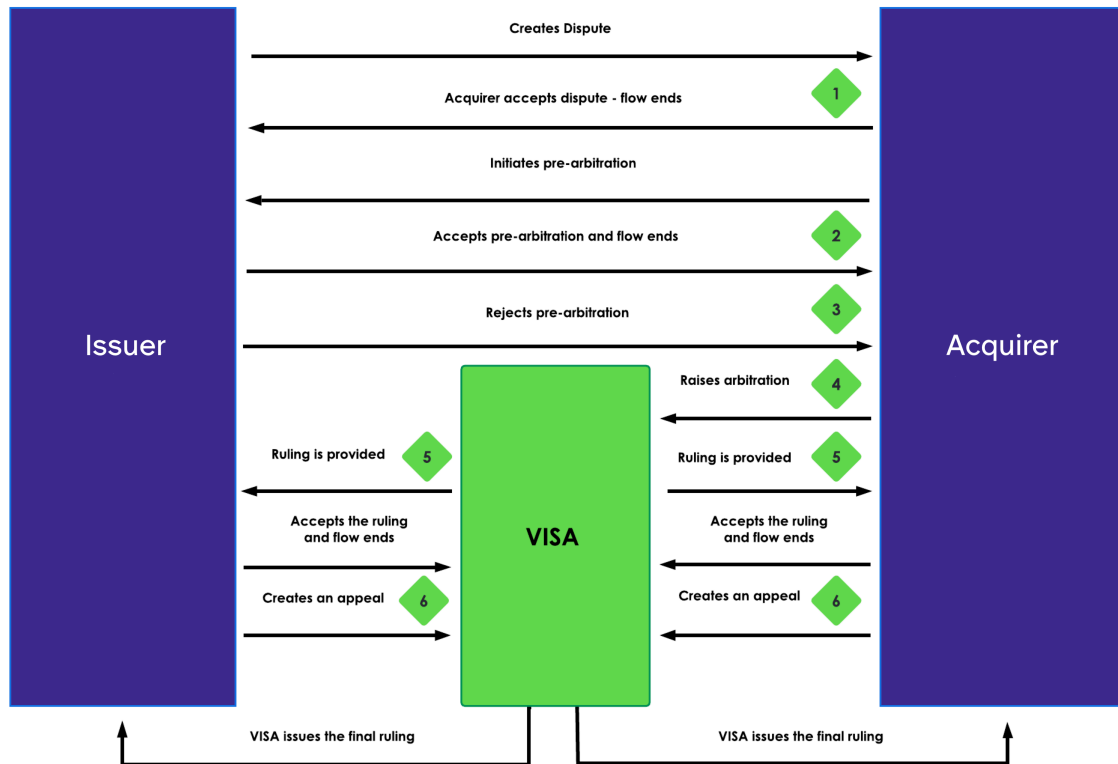 Creates Dispute
1
Acquirer accepts dispute - flow ends
Initiates pre-arbitration
Accepts pre-arbitration and flow ends
2
Rejects pre-arbitration
3
Issuer
Acquirer
Raises arbitration
4
Ruling is provided
5
Ruling is provided
5
Accepts the ruling
and flow ends
VISA
Accepts the ruling
and flow ends
Creates an appeal
6
Creates an appeal
6
VISA issues the final ruling
VISA issues the final ruling